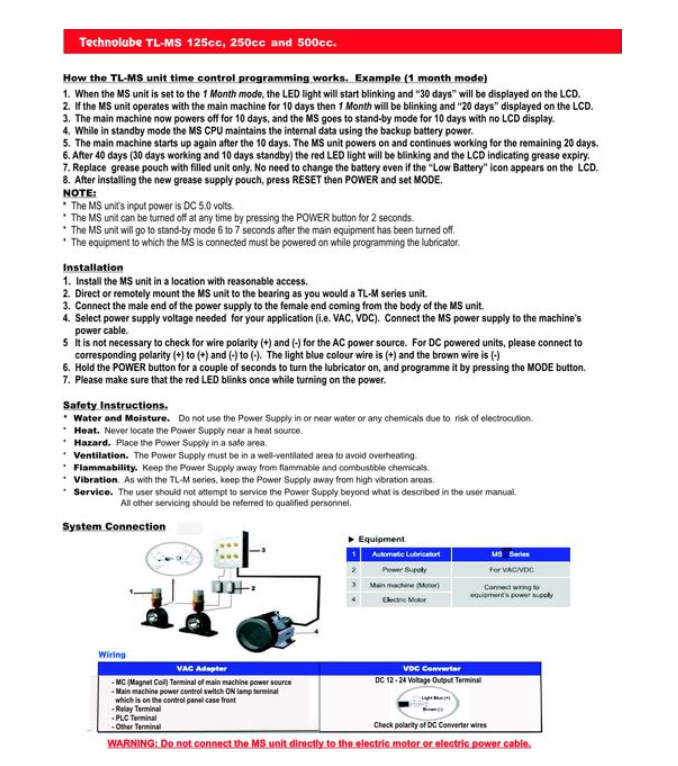 Technolube TL-MS 125cc, 250cc and 500cc.
How the TL-MS unit time control programming works. Example (1 month mode)
1. When the MS unit is set to the 1 Month mode, the LED light will start blinking and “30 days” will be displayed on the LCD.
2. If the MS unit operates with the main machine for 10 days then 1 Month will be blinking and “20 days” displayed on the LCD.
3. The main machine now powers off for 10 days, and the MS goes to stand-by mode for 10 days with no LCD display.
4. While in standby mode the MS CPU maintains the internal data using the backup battery power.
5. The main machine starts up again after the 10 days. The MS unit powers on and continues working for the remaining 20 days.
6. After 40 days (30 days working and 10 days standby) the red LED light will be blinking and the LCD indicating grease expiry.
7. Replace grease pouch with filled unit only. No need to change the battery even if the “Low Battery” icon appears on the LCD.
8. After installing the new grease supply pouch, press RESET then POWER and set MODE.
NOTE:
* The MS unit's input power is DC 5.0 volts.
* The MS unit can be turned off at any time by pressing the POWER button for 2 seconds.
* The MS unit will go to stand-by mode 6 to 7 seconds after the main equipment has been turned off.
* The equipment to which the MS is connected must be powered on while programming the lubricator.
Installation
1. Install the MS unit in a location with reasonable access.
2. Direct or remotely mount the MS unit to the bearing as you would a TL-M series unit.
3. Connect the male end of the power supply to the female end coming from the body of the MS unit.
4. Select power supply voltage needed for your application (i.e. VAC, VDC). Connect the MS power supply to the machine's
power cable.
5 It is not necessary to check for wire polarity (+) and (-) for the AC power source. For DC powered units, please connect to
corresponding polarity (+) to (+) and (-) to (-). The light blue colour wire is (+) and the brown wire is (-)
6. Hold the POWER button for a couple of seconds to turn the lubricator on, and programme it by pressing the MODE button.
7. Please make sure that the red LED blinks once while turning on the power.
Safety Instructions.
* Water and Moisture. Do not use the Power Supply in or near water or any chemicals due to risk of electrocution.
* Heat. Never locate the Power Supply near a heat source.
* Hazard. Place the Power Supply in a safe area.
* Ventilation. The Power Supply must be in a well-ventilated area to avoid overheating.
* Flammability. Keep the Power Supply away from flammable and combustible chemicals.
* Vibration. As with the TL-M series, keep the Power Supply away from high vibration areas.
* Service. The user should not attempt to service the Power Supply beyond what is described in the user manual.
All other servicing should be referred to qualified personnel.
System Connection
1
2
3
4
▶ Equipment
1 Automatic Lubricatort MS Series
2 Power Supply For VAC/VDC
3 Main machine (Motor) Connect wiring to
4 Electric Motor equipment's power supply
Wiring
VAC Adapter
- MC (Magnet Coil) Terminal of main machine power source
- Main machine power control switch ON lamp terminal
which is on the control panel case front
- Relay Terminal
- PLC Terminal
- Other Terminal
VDC Converter
DC 12 - 24 Voltage Output Terminal
Light Blue (+)
Brown (-)
Check polarity of DC Converter wires
WARNING: Do not connect the MS unit directly to the electric motor or electric power cable.